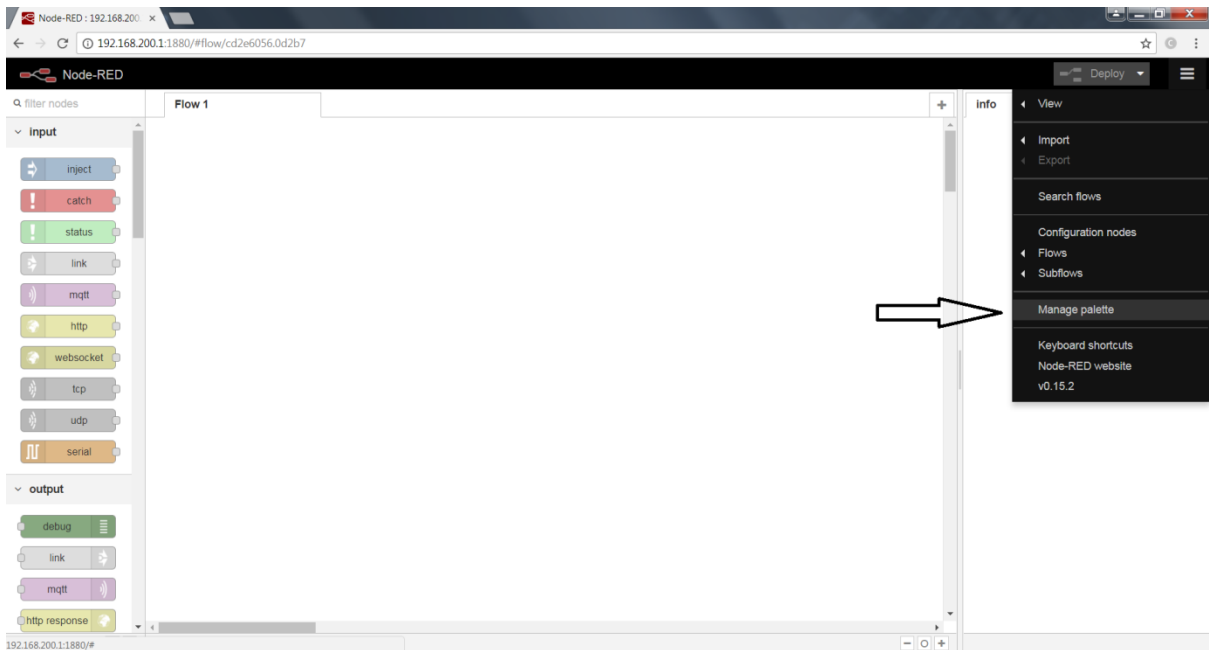 Node-RED : 192.168.200.
192.168.200.1:1880/#flow/cd2e6056.0d2b7
Node-RED
Deploy
filter nodes
Flow 1
info
View
input
Import
Export
inject
catch
Search flows
status
Configuration nodes
link
Flows
Subflows
mqtt
Manage palette
http
Keyboard shortcuts
websocket
Node-RED website
tcp
v0.15.2
udp
serial
output
debug
link
mqtt
http response
192.168.200.1:1880/#